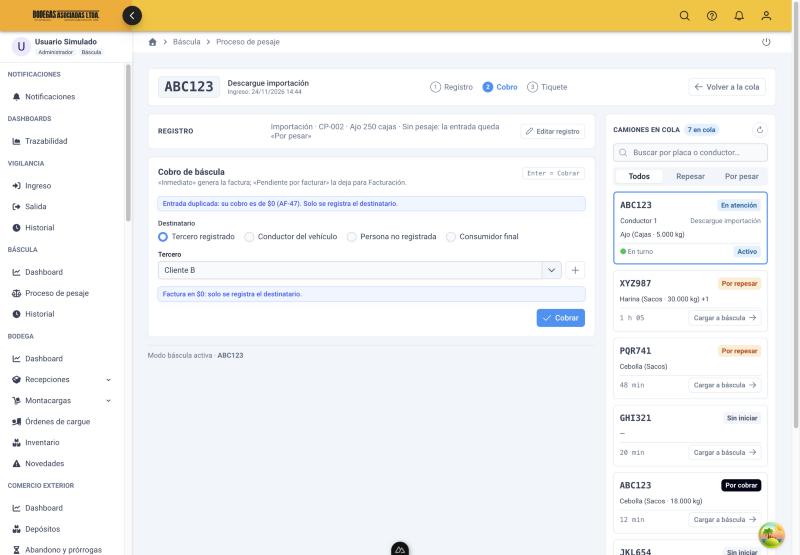 BODEGAS ASOCIADAS LTDA.
U
Usuario Simulado
Administrador
Báscula
NOTIFICACIONES
Notificaciones
DASHBOARDS
Trazabilidad
VIGILANCIA
Ingreso
Salida
Historial
BÁSCULA
Dashboard
Proceso de pesaje
Historial
BODEGA
Dashboard
Recepciones
Montacargas
Órdenes de cargue
Inventario
Novedades
COMERCIO EXTERIOR
Dashboard
Depósitos
Abandono y prórrogas
Báscula
Proceso de pesaje
ABC123
Descargue importación
Ingreso: 24/11/2026 14:44
1 Registro
2 Cobro
3 Tiquete
Volver a la cola
REGISTRO
Importación · CP-002 · Ajo 250 cajas · Sin pesaje: la entrada queda
«Por pesar»
Editar registro
Cobro de báscula
Enter = Cobrar
«Inmediato» genera la factura; «Pendiente por facturar» la deja para Facturación.
Entrada duplicada: su cobro es de $0 (AF-47). Solo se registra el destinatario.
Destinatario
Tercero registrado
Conductor del vehículo
Persona no registrada
Consumidor final
Tercero
Cliente B
Factura en $0: solo se registra el destinatario.
Cobrar
Modo báscula activa · ABC123
CAMIONES EN COLA
7 en cola
Buscar por placa o conductor...
Todos
Repesar
Por pesar
ABC123
En atención
Conductor 1
Descargue importación
Ajo (Cajas · 5.000 kg)
En turno
Activo
XYZ987
Por repesar
Harina (Sacos · 30.000 kg) +1
1 h 05
Cargar a báscula
PQR741
Por repesar
Cebolla (Sacos)
48 min
Cargar a báscula
GHI321
Sin iniciar
—
20 min
Cargar a báscula
ABC123
Por cobrar
Cebolla (Sacos · 18.000 kg)
12 min
Cargar a báscula
JKL654
Sin iniciar